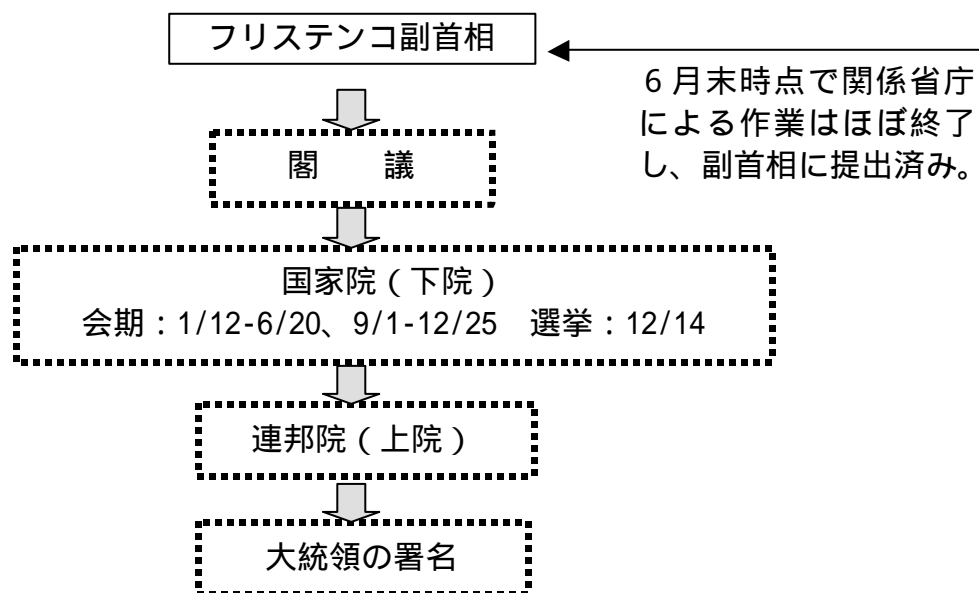 フリステンコ副首相
6月末時点で関係省庁
による作業はほぼ終了
し、副首相に提出済み。
閣　議
国家院（下院）
会期：1/12-6/20、9/1-12/25　選挙：12/14
連邦院（上院）
大統領の署名